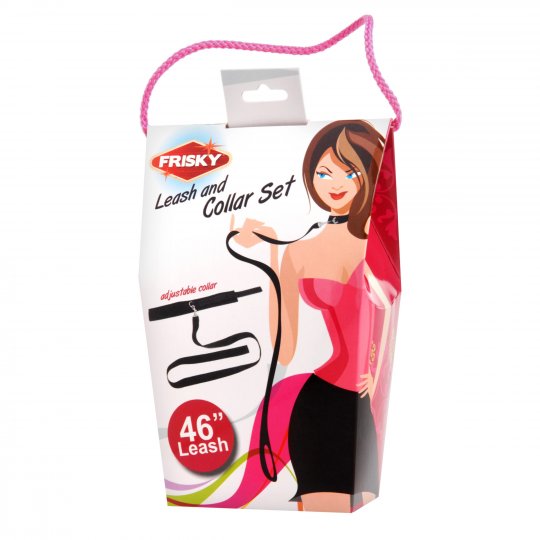 FRISKY
Leash and
Collar Set
adjustable collar
46”
Leash